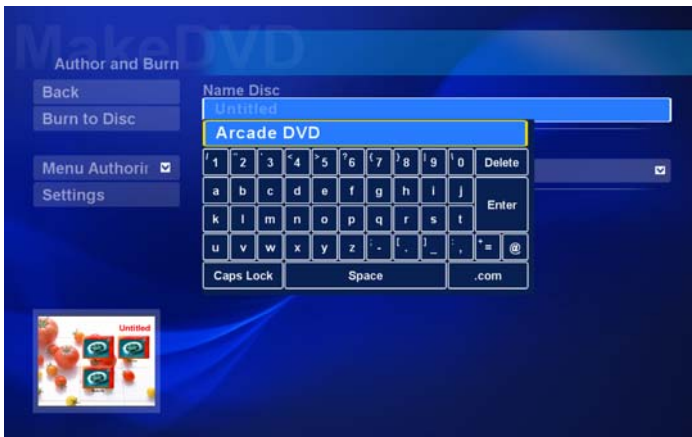 MakeDVD
Author and Burn
Back
Burn to Disc
Menu Authorin
Settings
Name Disc
Untitled
Arcade DVD
1 2 3 < 4 > 5 ? 6 { 7 } 8 | 9 \ 0 Delete
a b c d e f g h i j
Enter
k l m n o p q r s t
u v w x y z ; - [ . ] _ : , + = @
Caps Lock Space .com
Untitled